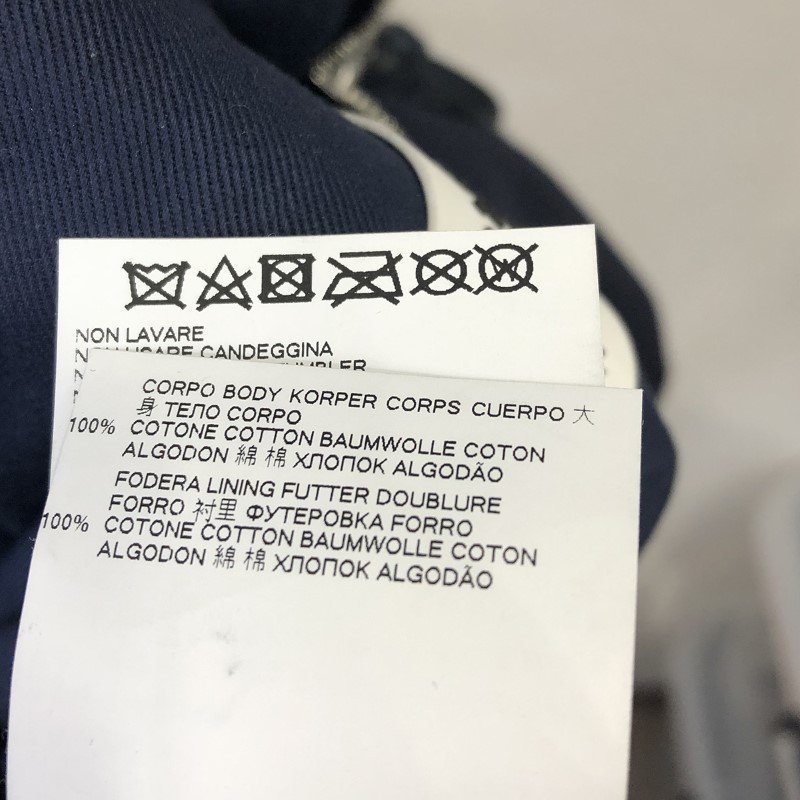 NON LAVARE
CANDEGGINA
CORPO BODY KORPER CORPS CUERPO 大
身 ТЕЛО CORPO
100% COTONE COTTON BAUMWOLLE COTON
ALGODON 綿 棉 ХЛОПОК ALGODÃO
FODERA LINING FUTTER DOUBLURE
FORRO 衬里 ФУТЕРОВКА FORRO
100% COTONE COTTON BAUMWOLLE COTON
ALGODON 綿 棉 ХЛОПОК ALGODÃO